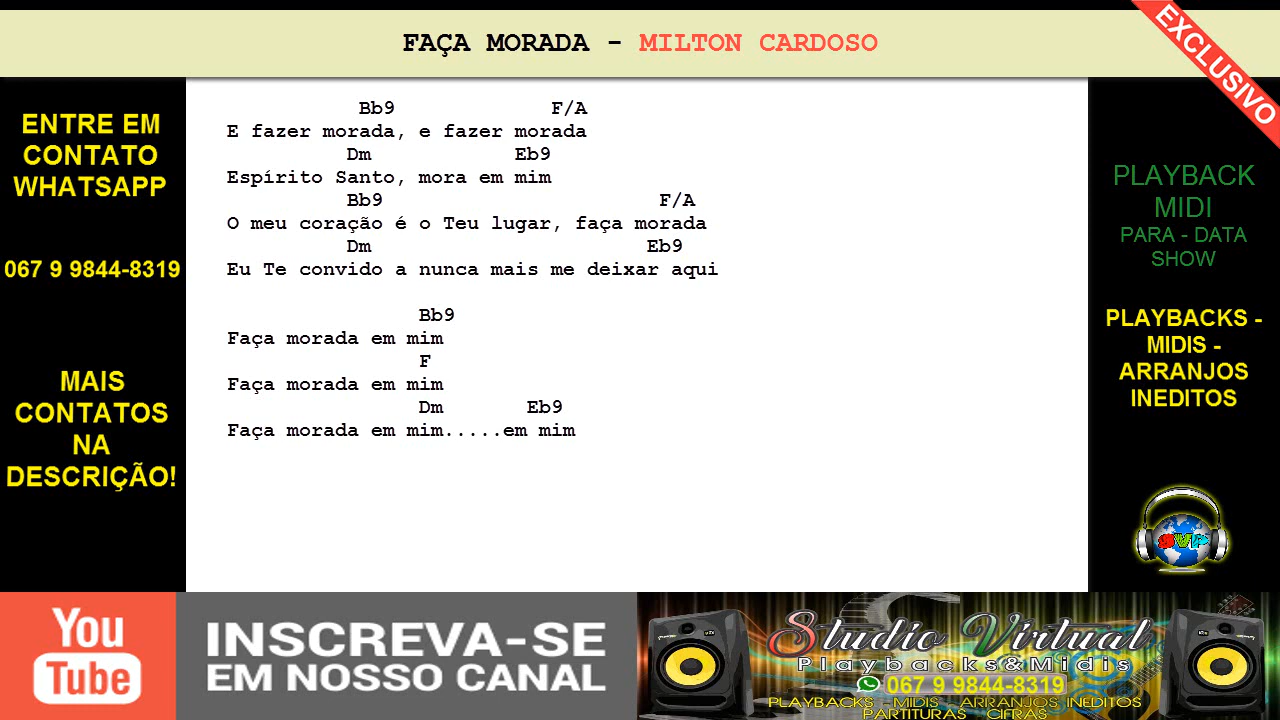 FAÇA MORADA - MILTON CARDOSO
EXCLUSIVO
ENTRE EM
CONTATO
WHATSAPP
067 9 9844-8319
MAIS
CONTATOS
NA
DESCRIÇÃO!
Bb9 F/A
E fazer morada, e fazer morada
Dm Eb9
Espírito Santo, mora em mim
Bb9 F/A
O meu coração é o Teu lugar, faça morada
Dm Eb9
Eu Te convido a nunca mais me deixar aqui
Bb9
Faça morada em mim
F
Faça morada em mim
Dm Eb9
Faça morada em mim.....em mim
PLAYBACK
MIDI
PARA - DATA
SHOW
PLAYBACKS -
MIDIS -
ARRANJOS
INEDITOS
SVP
You
Tube
INSCREVA-SE
EM NOSSO CANAL
Studio Virtual
Playbacks&Midis
067 9 9844-8319
PLAYBACKS - MIDIS - ARRANJOS INEDITOS
PARTITURAS - CIFRAS